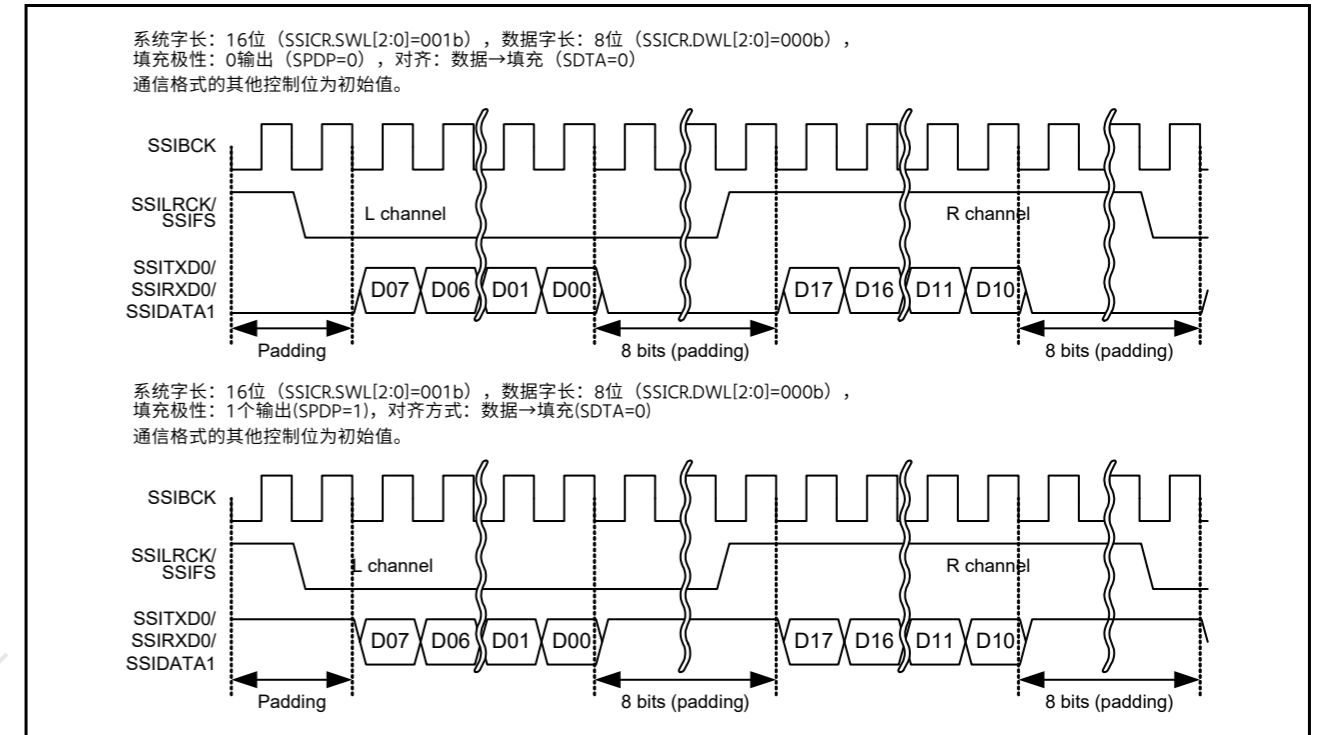 系统字长：16位（SSICR.SWL[2:0]=001b），数据字长：8位（SSICR.DWL[2:0]=000b），
填充极性：0输出（SPDP=0），对齐：数据→填充（SDTA=0）
通信格式的其他控制位为初始值。
SSIBCK
SSILRCK/
SSIFS
L channel
R channel
SSITXD0/
SSIRXD0/
SSIDATA1
D07 D06 D01 D00 D17 D16 D11 D10
Padding 8 bits (padding) 8 bits (padding)
系统字长：16位（SSICR.SWL[2:0]=001b），数据字长：8位（SSICR.DWL[2:0]=000b），
填充极性：1个输出(SPDP=1)，对齐方式：数据→填充(SDTA=0)
通信格式的其他控制位为初始值。
SSIBCK
SSILRCK/
SSIFS
L channel
R channel
SSITXD0/
SSIRXD0/
SSIDATA1
D07 D06 D01 D00 D17 D16 D11 D10
Padding 8 bits (padding) 8 bits (padding)